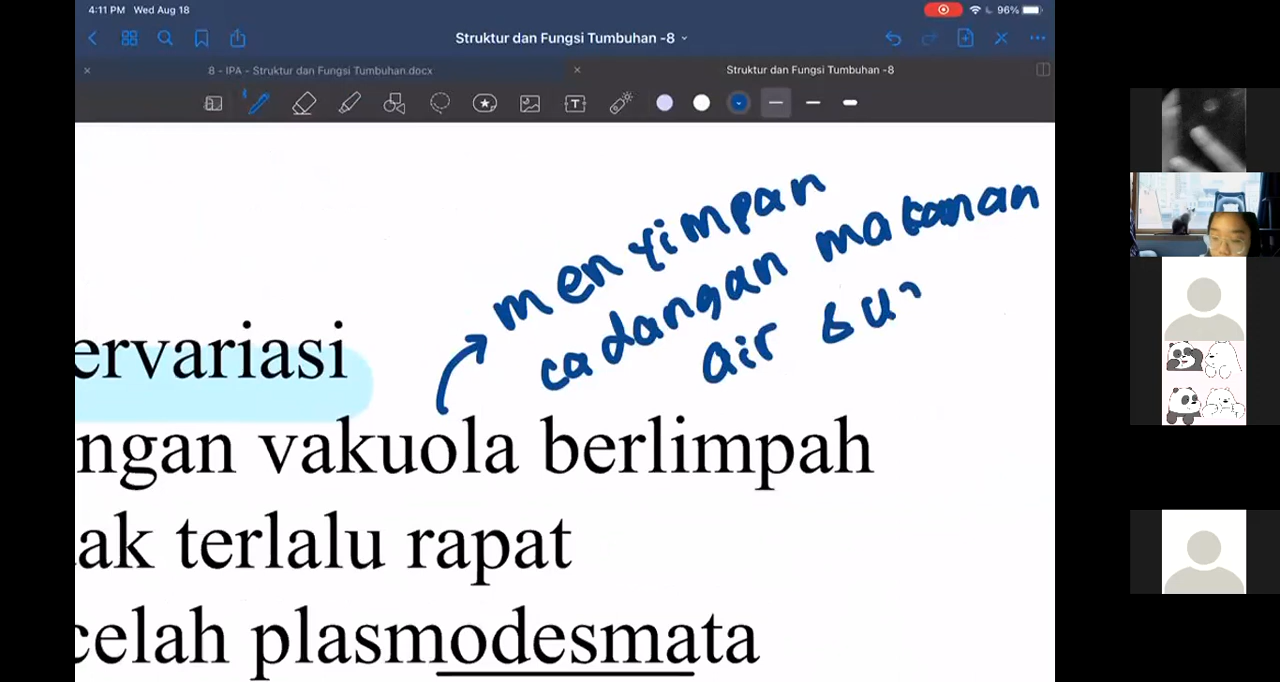 4:11 PM Wed Aug 18
96%
Struktur dan Fungsi Tumbuhan -8
8 - IPA - Struktur dan Fungsi Tumbuhan.docx
Struktur dan Fungsi Tumbuhan -8
menyimpan
cadangan makanan
air
ervariasi
ngan vakuola berlimpah
ak terlalu rapat
celah plasmodesmata